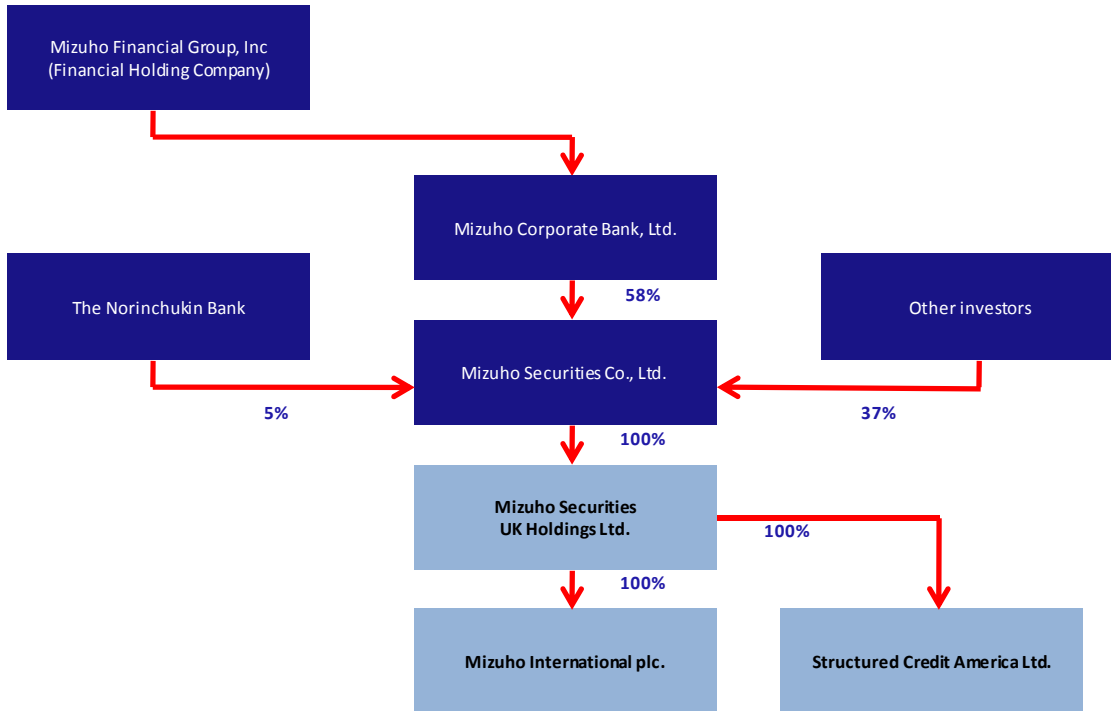 Mizuho Financial Group, Inc
(Financial Holding Company)
Mizuho Corporate Bank, Ltd.
58%
The Norinchukin Bank
Other investors
Mizuho Securities Co., Ltd.
5%
37%
100%
Mizuho Securities
UK Holdings Ltd.
100%
100%
Mizuho International plc.
Structured Credit America Ltd.